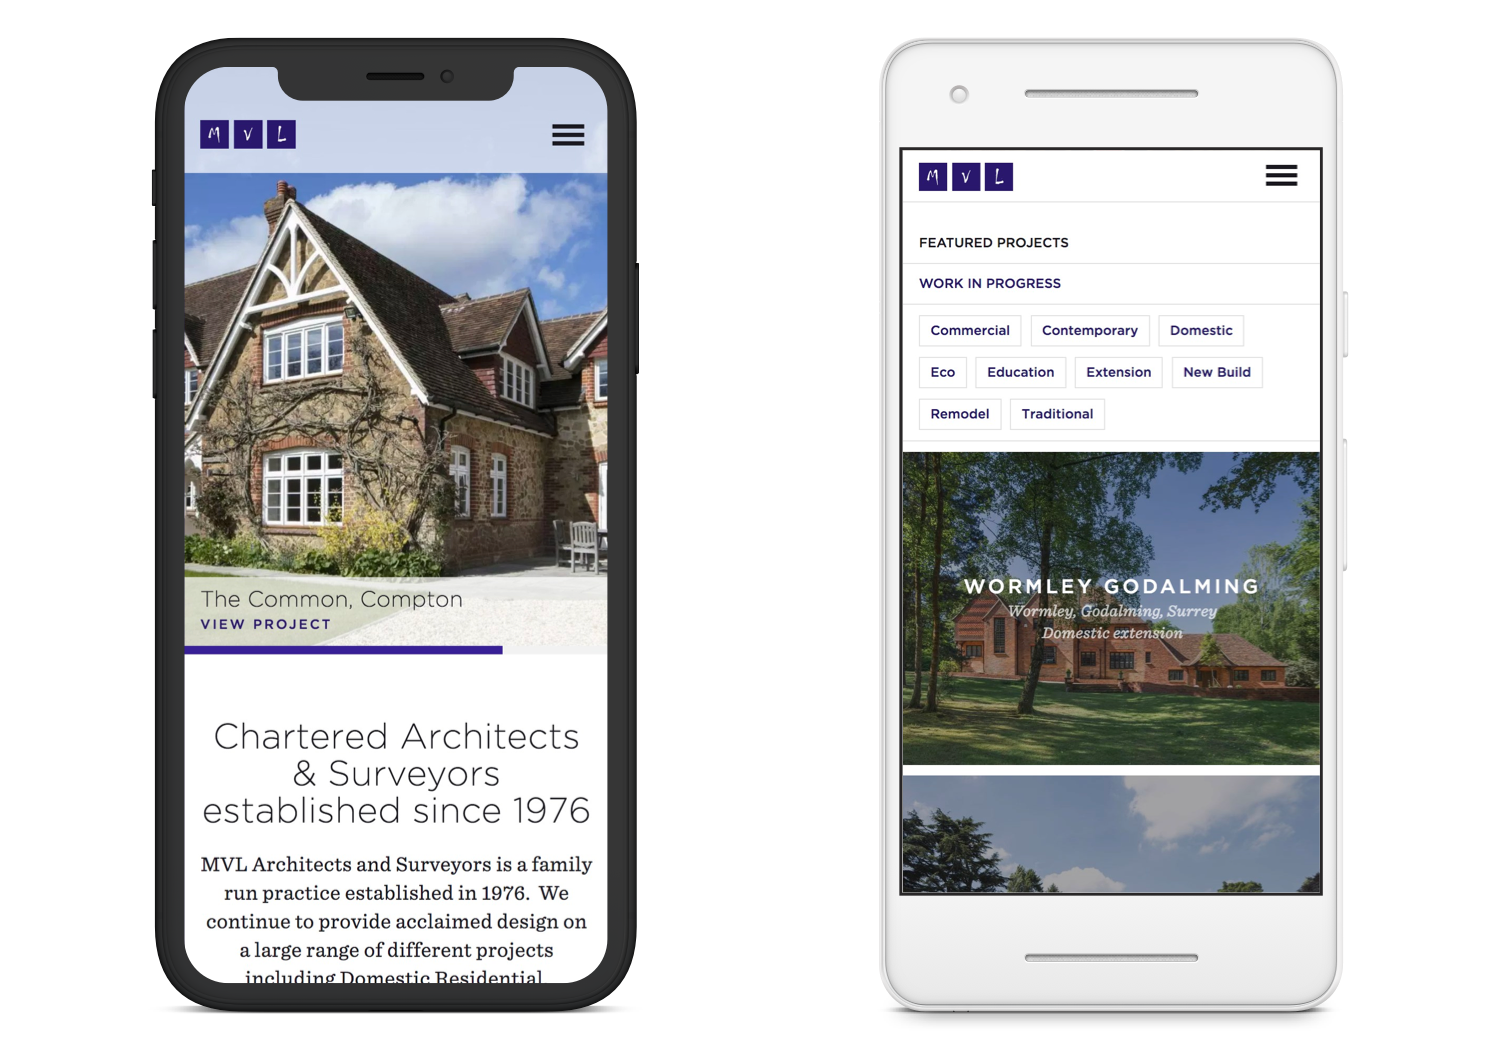 M V L
The Common, Compton
VIEW PROJECT
Chartered Architects
& Surveyors
established since 1976
MVL Architects and Surveyors is a family
run practice established in 1976. We
continue to provide acclaimed design on
a large range of different projects
including Domestic Residential
M V L
FEATURED PROJECTS
WORK IN PROGRESS
Commercial Contemporary Domestic
Eco Education Extension New Build
Remodel Traditional
WORMLEY GODALMING
Wormley, Godalming, Surrey
Domestic extension